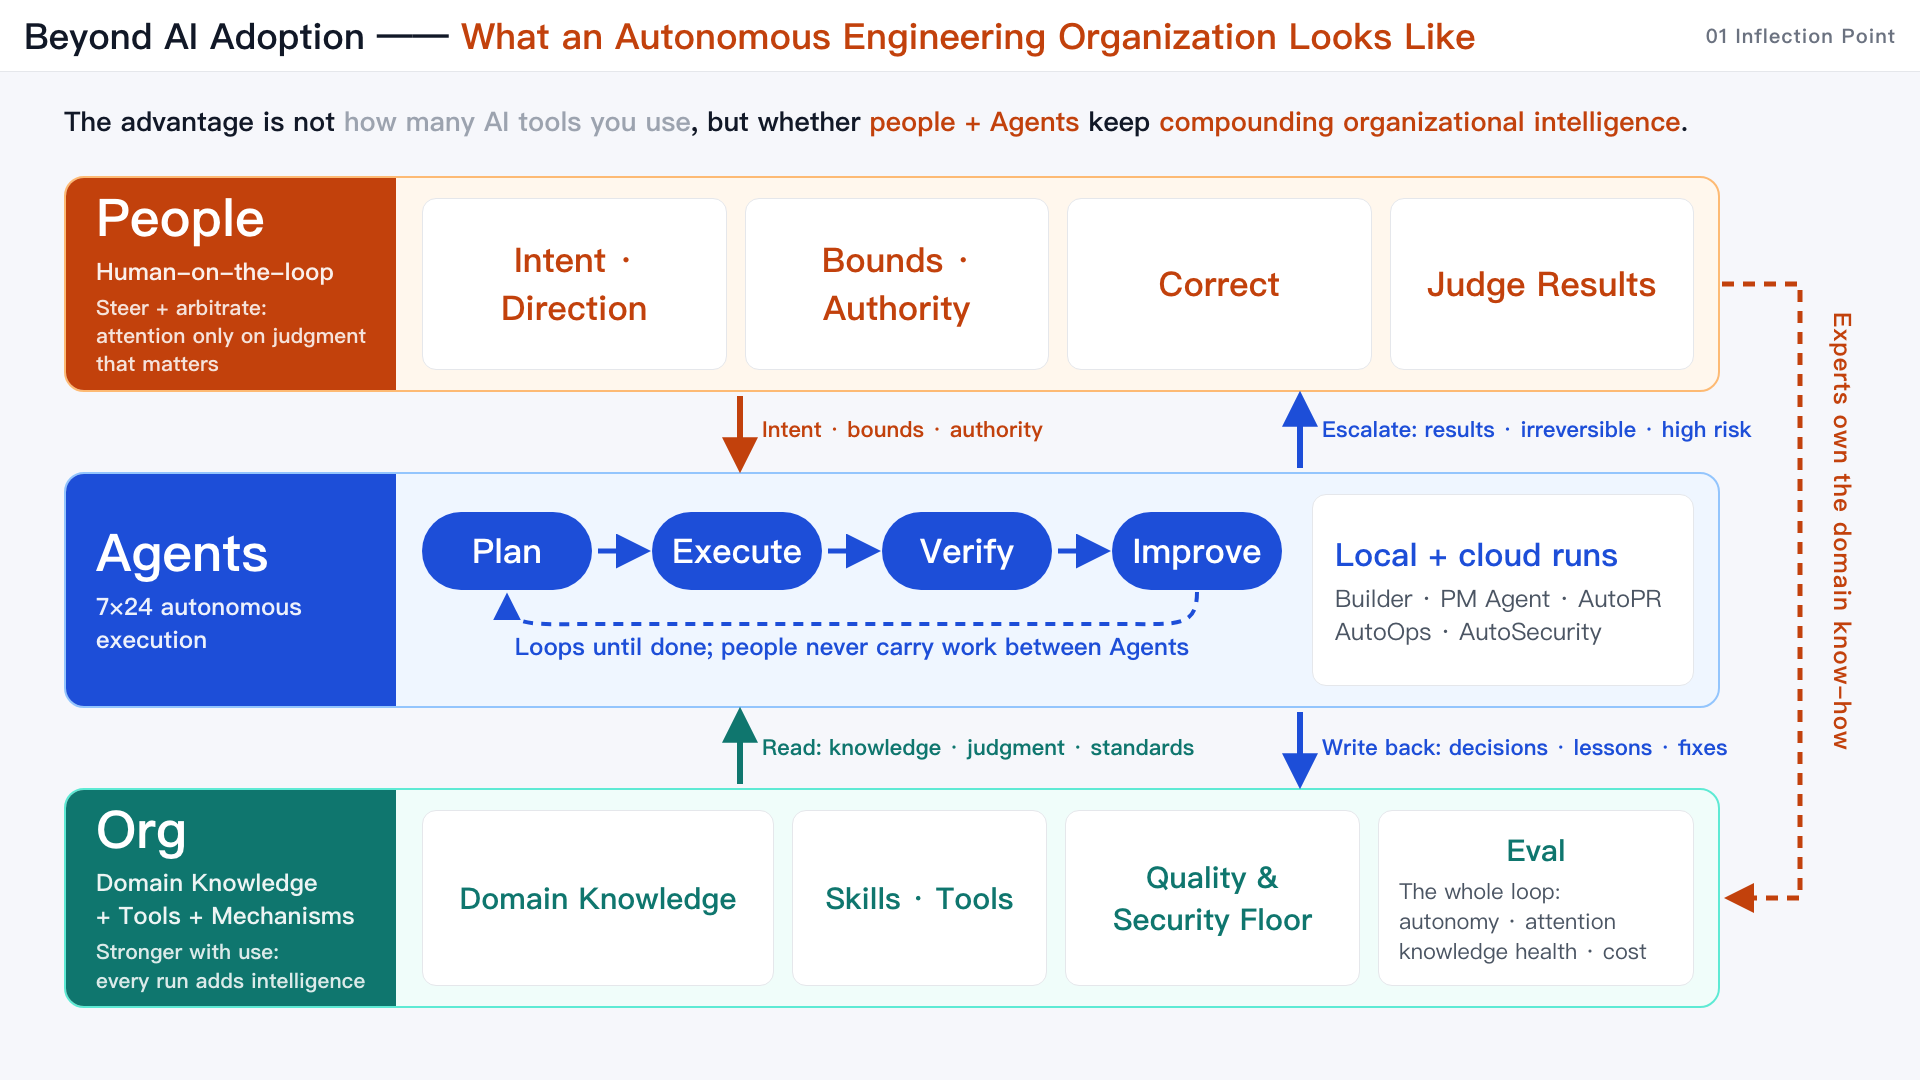 Beyond AI Adoption —— What an Autonomous Engineering Organization Looks Like
01 Inflection Point
The advantage is not how many AI tools you use, but whether people + Agents keep compounding organizational intelligence.
People
Human-on-the-loop
Steer + arbitrate:
attention only on judgment
that matters
Intent ·
Direction
Bounds ·
Authority
Correct
Judge Results
Intent · bounds · authority
Escalate: results · irreversible · high risk
Experts own the domain know-how
Agents
7×24 autonomous
execution
Plan
Execute
Verify
Improve
Loops until done; people never carry work between Agents
Local + cloud runs
Builder · PM Agent · AutoPR
AutoOps · AutoSecurity
Read: knowledge · judgment · standards
Write back: decisions · lessons · fixes
Org
Domain Knowledge
+ Tools + Mechanisms
Stronger with use:
every run adds intelligence
Domain Knowledge
Skills · Tools
Quality &
Security Floor
Eval
The whole loop:
autonomy · attention
knowledge health · cost